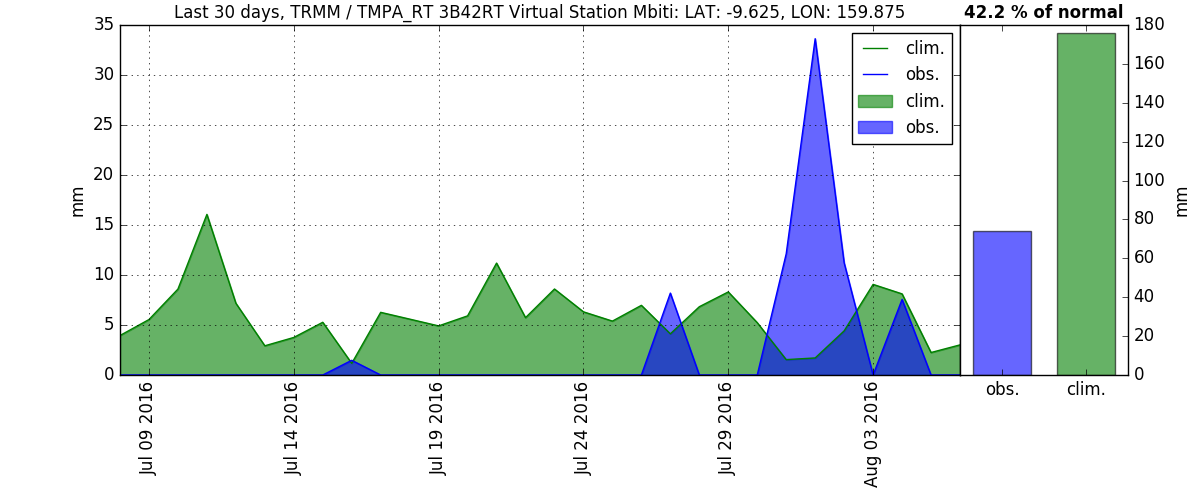 Last 30 days, TRMM / TMPA_RT 3B42RT Virtual Station Mbiti: LAT: -9.625, LON: 159.875
42.2 % of normal
35
30
25
20
15
10
5
0
mm
clim.
obs.
clim.
obs.
Jul 09 2016
Jul 14 2016
Jul 19 2016
Jul 24 2016
Jul 29 2016
Aug 03 2016
180
160
140
120
100
80
60
40
20
0
mm
obs.
clim.